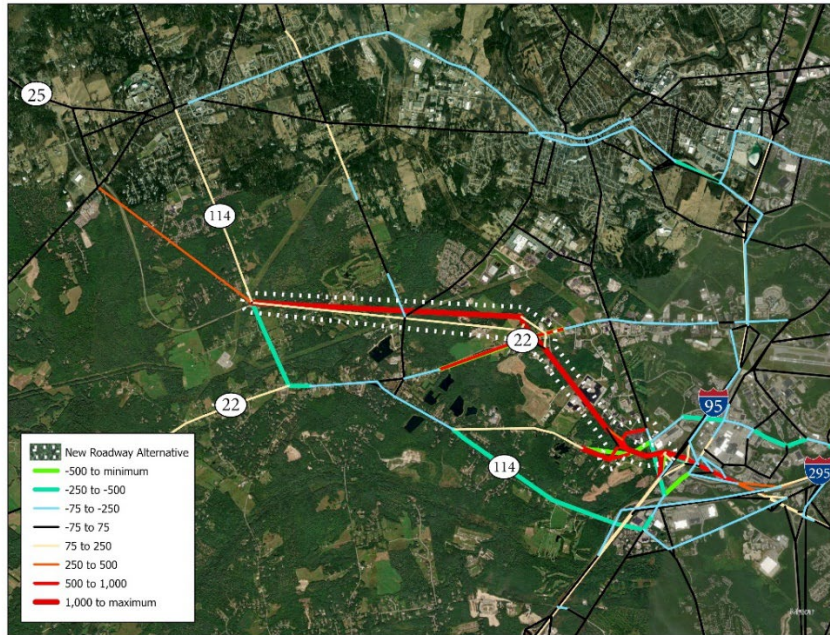 25
114
22
22
95
114
295
New Roadway Alternative
-500 to minimum
-250 to -500
-75 to -250
-75 to 75
75 to 250
250 to 500
500 to 1,000
1,000 to maximum